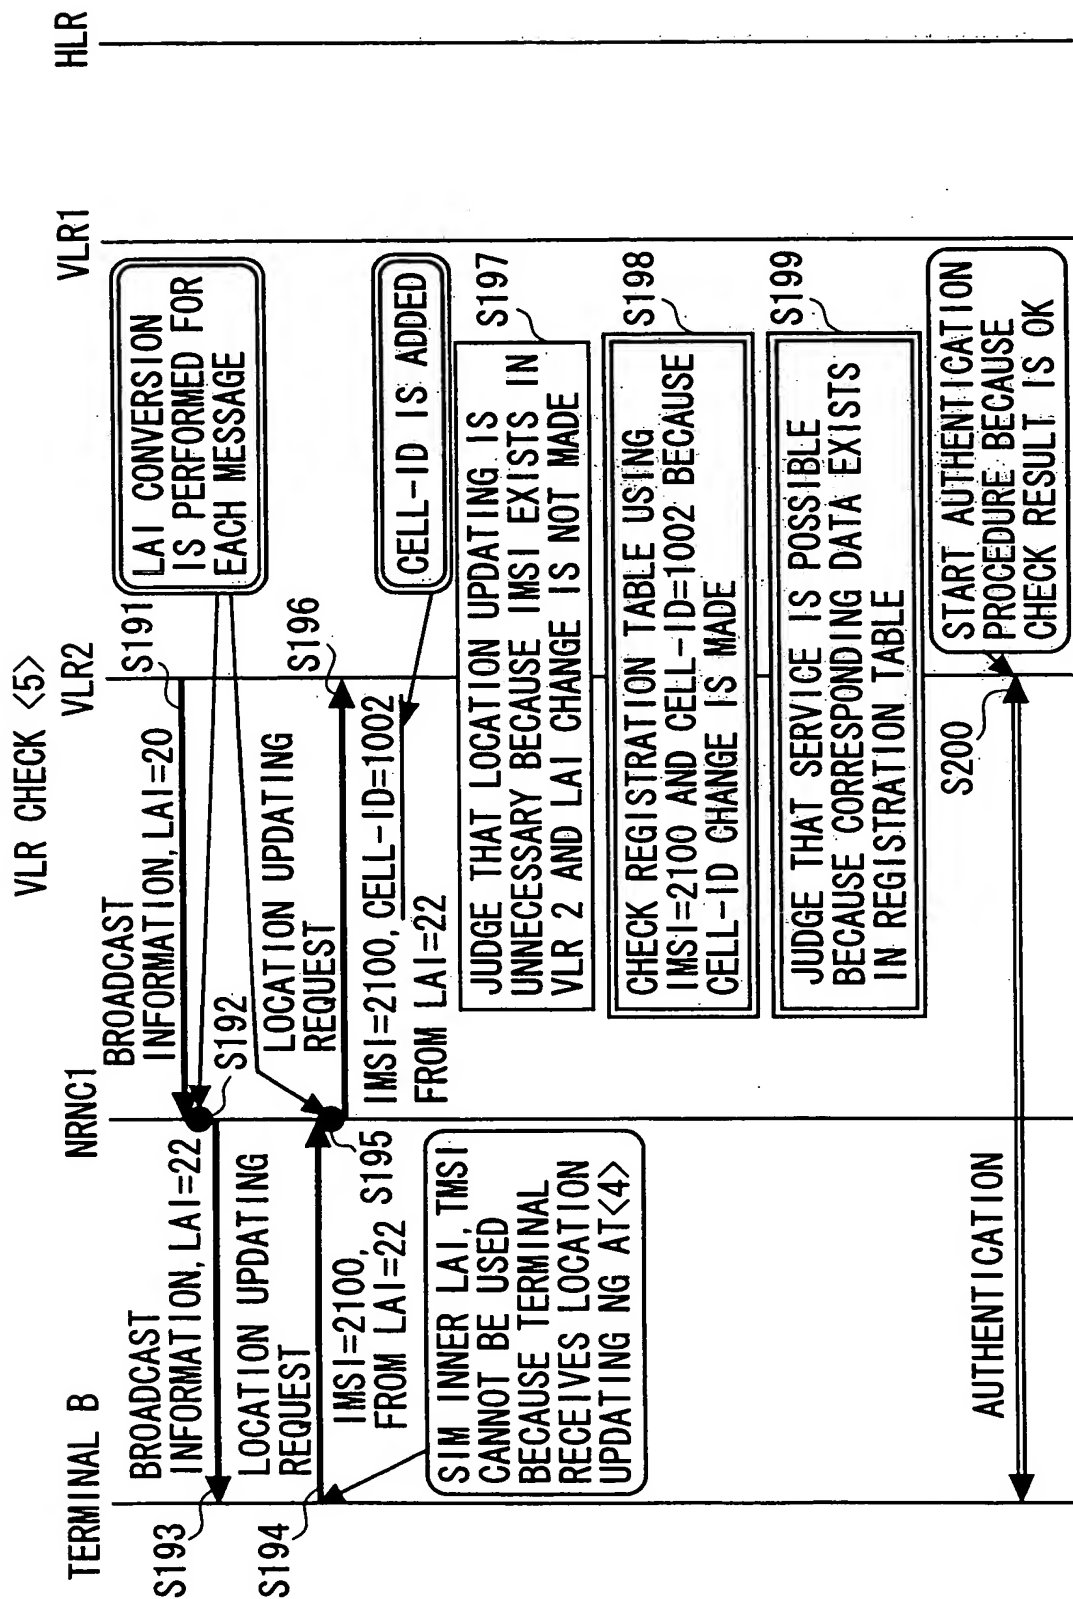 VLR CHECK <5>
TERMINAL B
NRNC1
VLR2
VLR1
HLR
BROADCAST
INFORMATION, LAI=20
S191
LAI CONVERSION
IS PERFORMED FOR
EACH MESSAGE
S192
BROADCAST
INFORMATION, LAI=22
S193
LOCATION UPDATING
REQUEST
S194
IMSI=2100,
FROM LAI=22
S195
SIM INNER LAI, TMSI
CANNOT BE USED
BECAUSE TERMINAL
RECEIVES LOCATION
UPDATING NG AT<4>
LOCATION UPDATING
REQUEST
S196
IMSI=2100, CELL-ID=1002
FROM LAI=22
CELL-ID IS ADDED
S197
JUDGE THAT LOCATION UPDATING IS
UNNECESSARY BECAUSE IMSI EXISTS IN
VLR 2 AND LAI CHANGE IS NOT MADE
S198
CHECK REGISTRATION TABLE USING
IMSI=2100 AND CELL-ID=1002 BECAUSE
CELL-ID CHANGE IS MADE
S199
JUDGE THAT SERVICE IS POSSIBLE
BECAUSE CORRESPONDING DATA EXISTS
IN REGISTRATION TABLE
START AUTHENTICATION
PROCEDURE BECAUSE
CHECK RESULT IS OK
S200
AUTHENTICATION